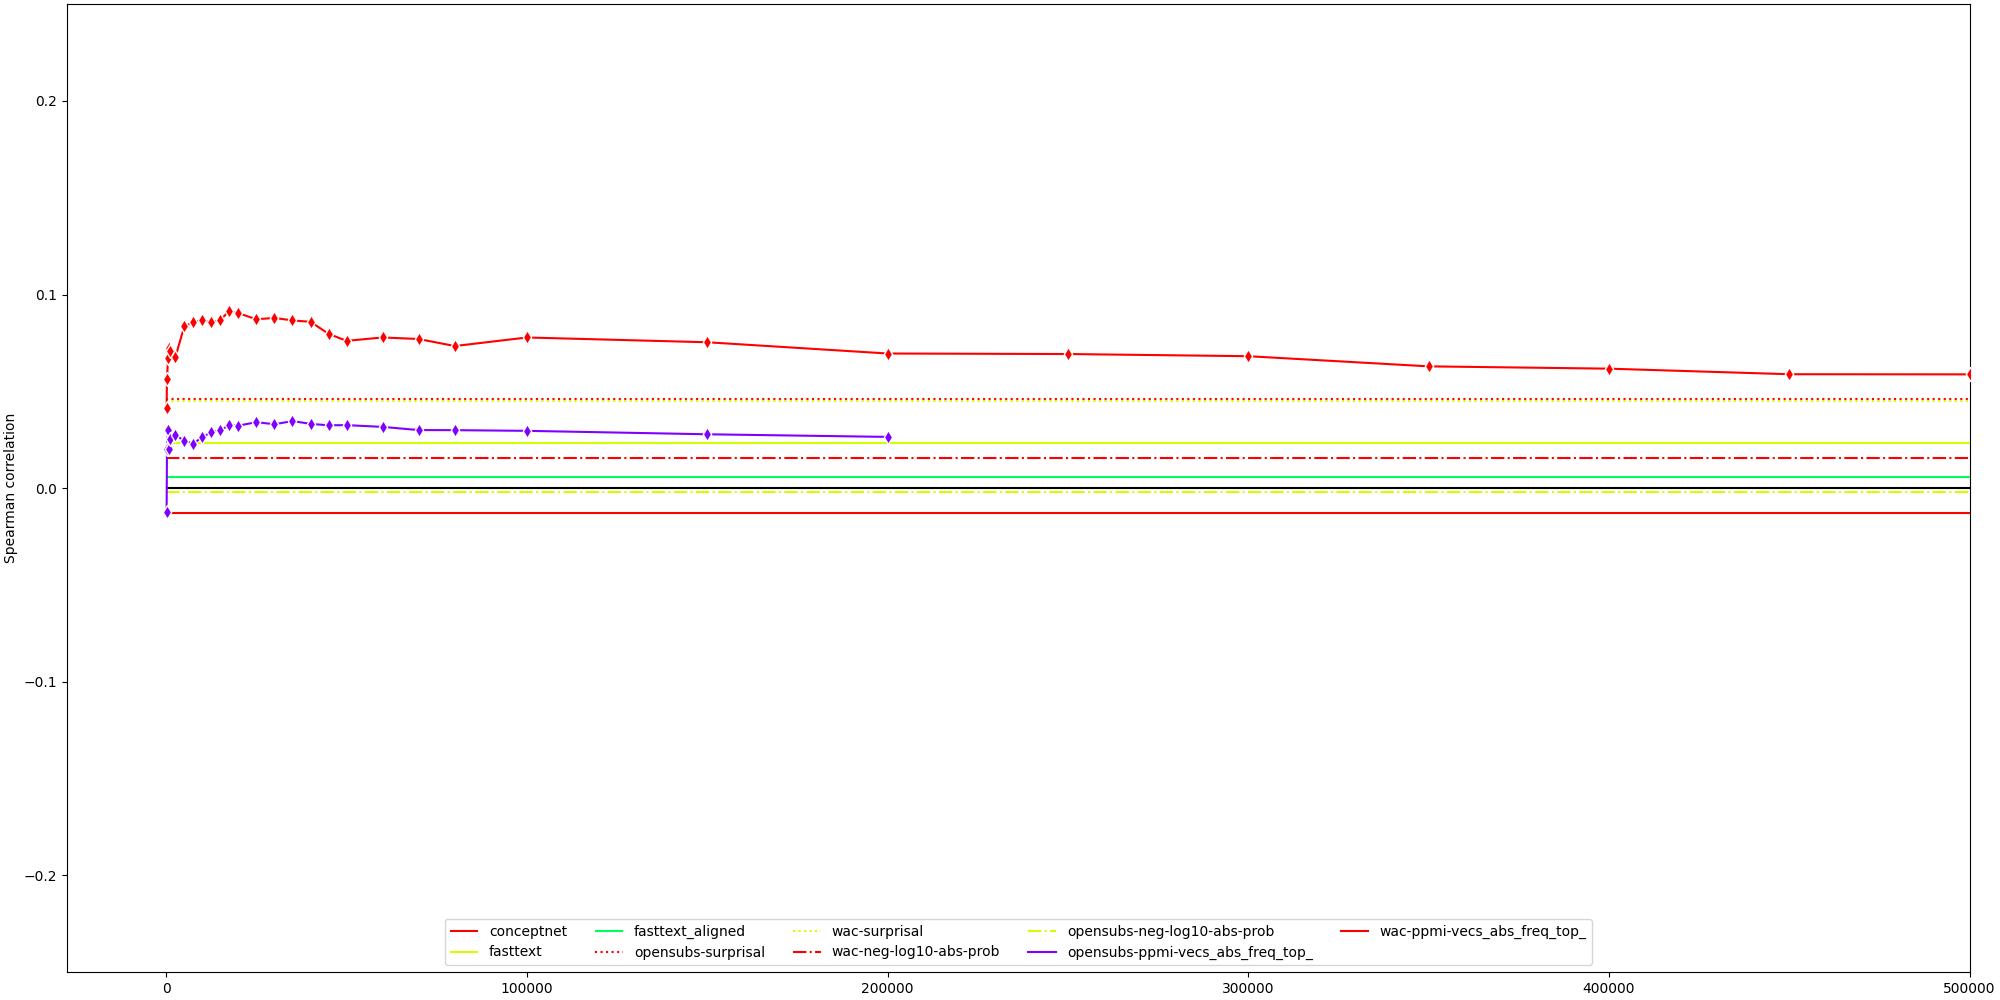 0.2
0.1
0.0
−0.1
−0.2
Spearman correlation
conceptnet fasttext_aligned wac-surprisal opensubs-neg-log10-abs-prob wac-ppmi-vecs_abs_freq_top_
fasttext opensubs-surprisal wac-neg-log10-abs-prob opensubs-ppmi-vecs_abs_freq_top_
0 100000 200000 300000 400000 500000